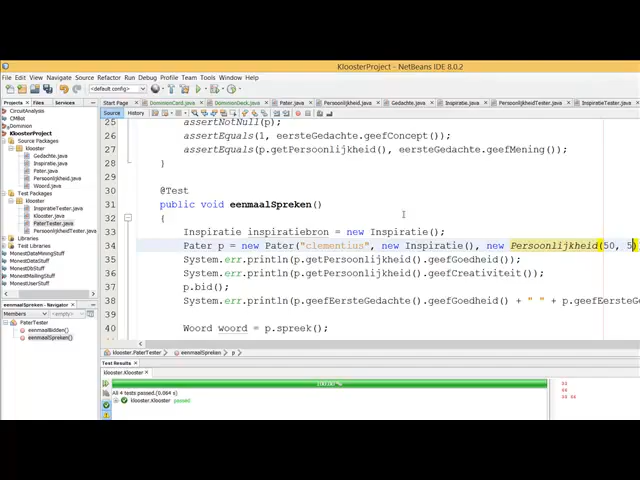 KloosterProject - NetBeans IDE 8.0.2
File Edit View Navigate Source Refactor Run Debug Profile Team Tools Window Help
<default config>
Projects Files Services
Start Page DominionCard.java DominionDeck.java Pater.java Persoonlijkheid.java Gedachte.java Inspiratie.java PersoonlijkheidTester.java InspiratieTester.java
Source History
CircuitAnalysis
CMBot
Dominion
KloosterProject
Source Packages
klooster
Gedachte.java
Inspiratie.java
Pater.java
Persoonlijkheid.java
Woord.java
Test Packages
klooster
InspiratieTester.java
Klooster.java
PaterTester.java
PersoonlijkheidTester.java
Libraries
Test Libraries
MonestDataMiningStuff
MonestDataStuff
MonestDbStuff
MonestMailingStuff
MonestUserStuff
25 assertNotNull(p);
26 assertEquals(1, eersteGedachte.geefConcept());
27 assertEquals(p.getPersoonlijkheid(), eersteGedachte.geefMening());
28 }
30 @Test
31 public void eenmaalSpreken()
32 {
33 Inspiratie inspiratiebron = new Inspiratie();
34 Pater p = new Pater("clementius", new Inspiratie(), new Persoonlijkheid(50, 5)
35 System.err.println(p.getPersoonlijkheid().geefGoedheid());
36 System.err.println(p.getPersoonlijkheid().geefCreativiteit());
37 p.bid();
38 System.err.println(p.geefEersteGedachte().geefGoedheid() + " " + p.geefEersteGe
40 Woord woord = p.spreek();
eenmaalSpreken - Navigator
Members <empty>
PaterTester
eenmaalBidden()
eenmaalSpreken()
klooster.PaterTester eenmaalSpreken p
Test Results
klooster.Klooster
100,00 %
All 4 tests passed.(0,064 s)
klooster.Klooster passed